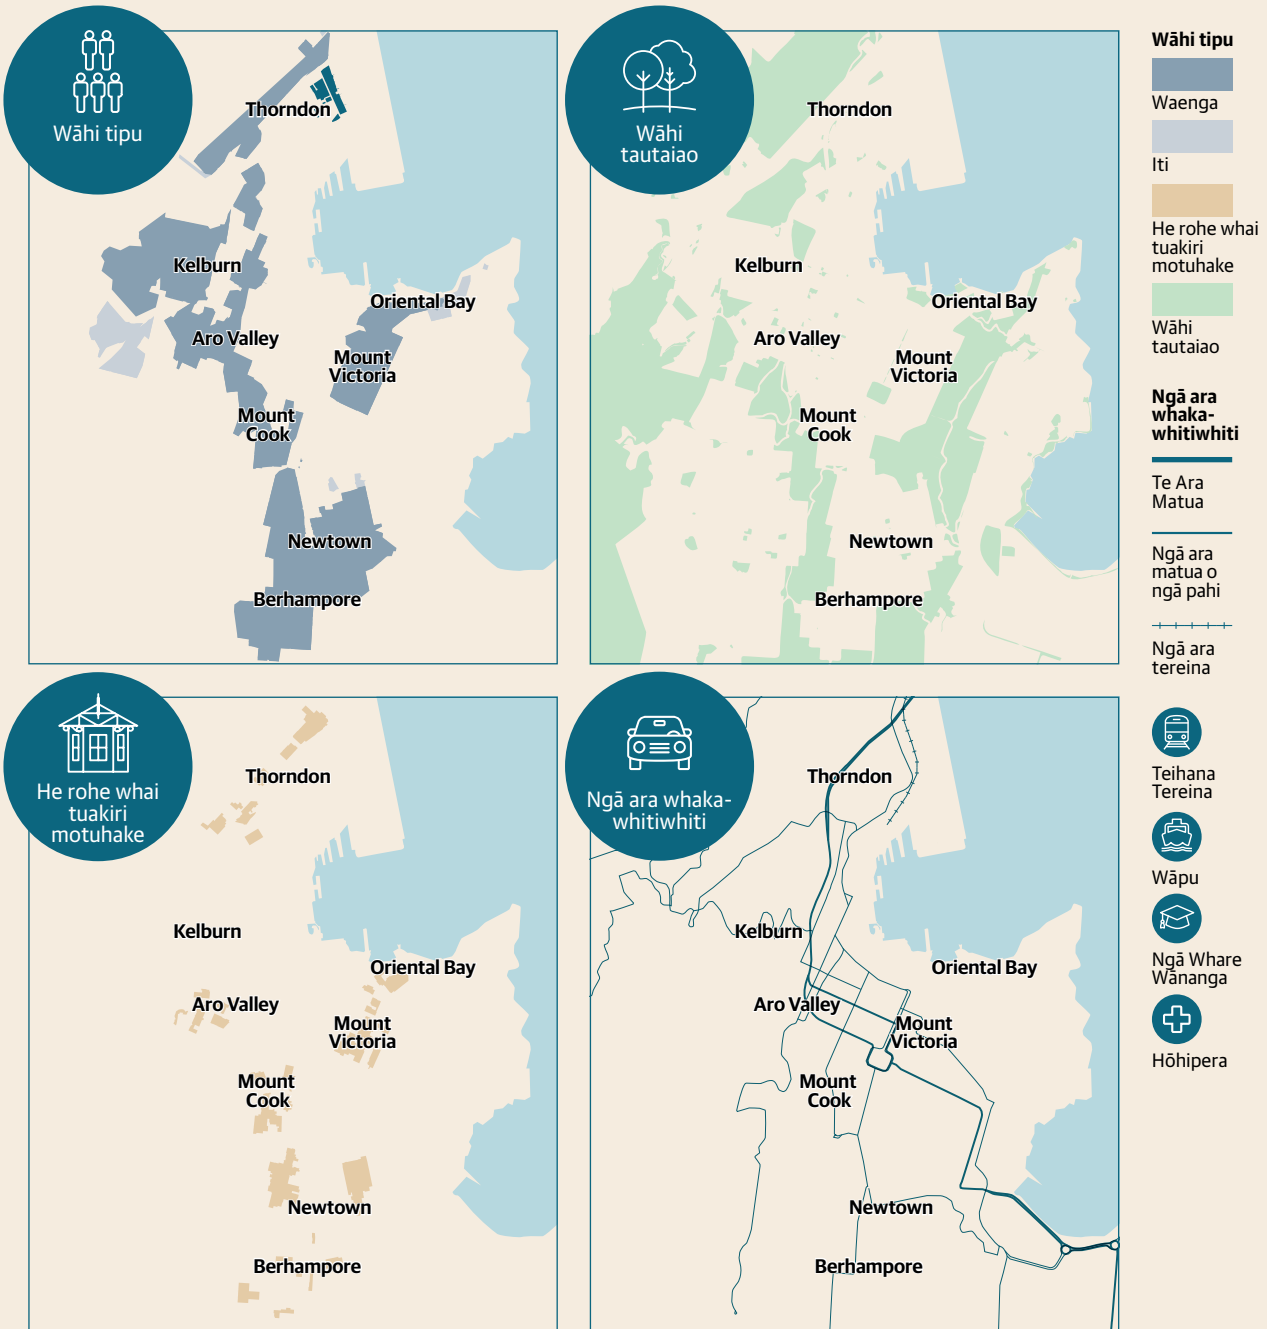 Wāhi tipu
Thorndon
Kelburn
Oriental Bay
Aro Valley
Mount
Victoria
Mount
Cook
Newtown
Berhampore
Wāhi
tautaiao
Thorndon
Kelburn
Oriental Bay
Aro Valley
Mount
Victoria
Mount
Cook
Newtown
Berhampore
He rohe whai
tuakiri
motuhake
Thorndon
Kelburn
Oriental Bay
Aro Valley
Mount
Victoria
Mount
Cook
Newtown
Berhampore
Ngā ara whaka-
whitiwhiti
Thorndon
Kelburn
Oriental Bay
Aro Valley
Mount
Victoria
Mount
Cook
Newtown
Berhampore
Wāhi tipu
Waenga
Iti
He rohe whai
tuakiri
motuhake
Wāhi
tautaiao
Ngā ara
whaka-
whitiwhiti
Te Ara
Matua
Ngā ara
matua o
ngā pahi
Ngā ara
tereina
Teihana
Tereina
Wāpu
Ngā Whare
Wānanga
Hōhipera